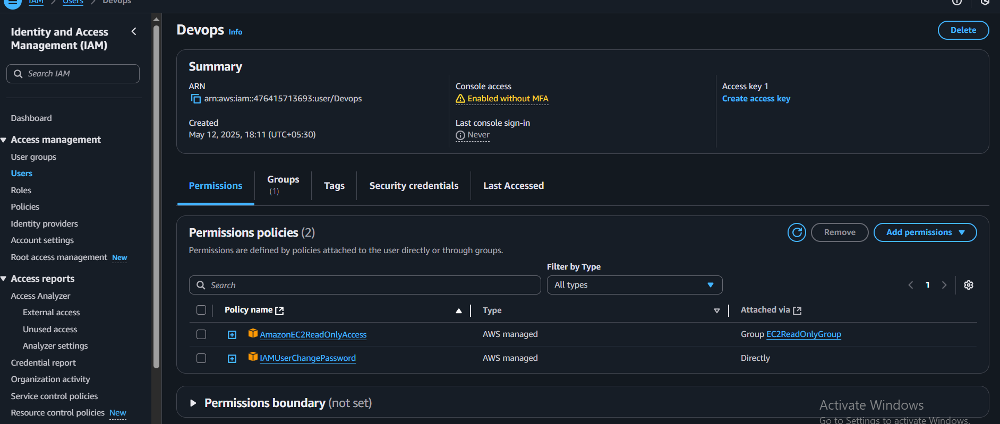 IAM > Users > Devops
Identity and Access
Management (IAM)
Search IAM
Dashboard
Access management
User groups
Users
Roles
Policies
Identity providers
Account settings
Root access management New
Access reports
Access Analyzer
External access
Unused access
Analyzer settings
Credential report
Organization activity
Service control policies
Resource control policies New
Devops Info
Delete
Summary
ARN
arn:aws:iam::476415713693:user/Devops
Created
May 12, 2025, 18:11 (UTC+05:30)
Console access
Enabled without MFA
Last console sign-in
Never
Access key 1
Create access key
Permissions
Groups
(1)
Tags
Security credentials
Last Accessed
Permissions policies (2)
Remove
Add permissions
Permissions are defined by policies attached to the user directly or through groups.
Filter by Type
Search
All types
1
Policy name
Type
Attached via
AmazonEC2ReadOnlyAccess
AWS managed
Group EC2ReadOnlyGroup
IAMUserChangePassword
AWS managed
Directly
Permissions boundary (not set)
Activate Windows
Go to Settings to activate Windows.